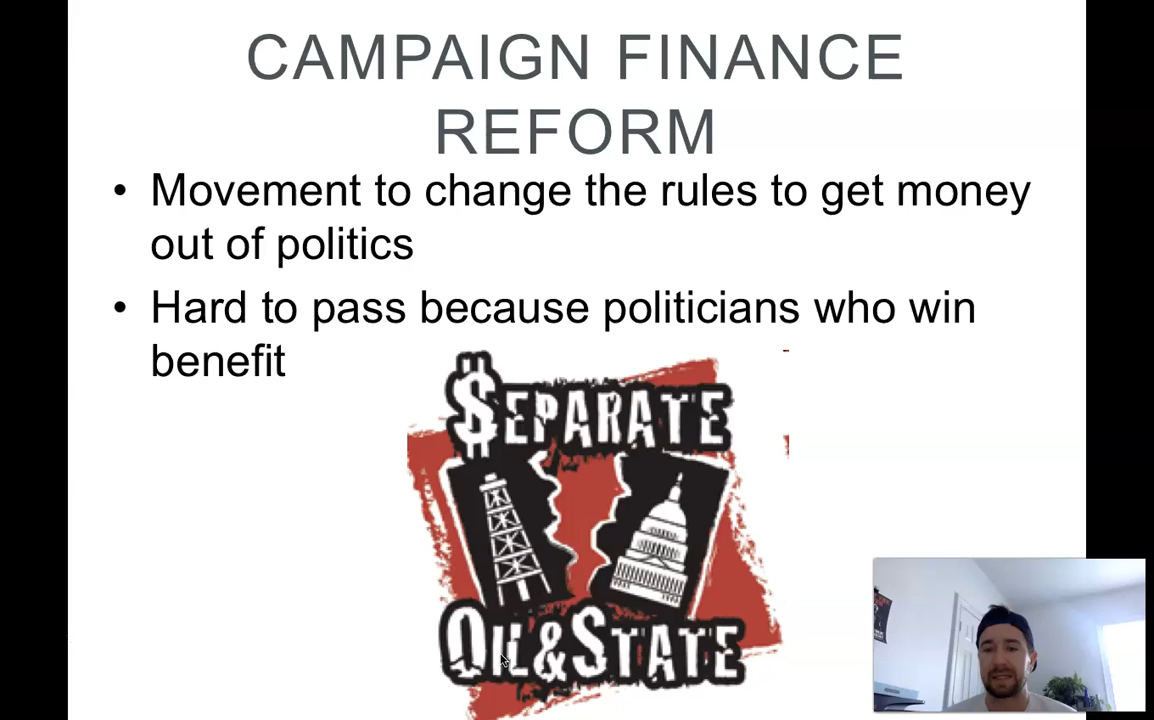 CAMPAIGN FINANCE
REFORM
• Movement to change the rules to get money
out of politics
• Hard to pass because politicians who win
benefit
$EPARATE
OIL&STATE